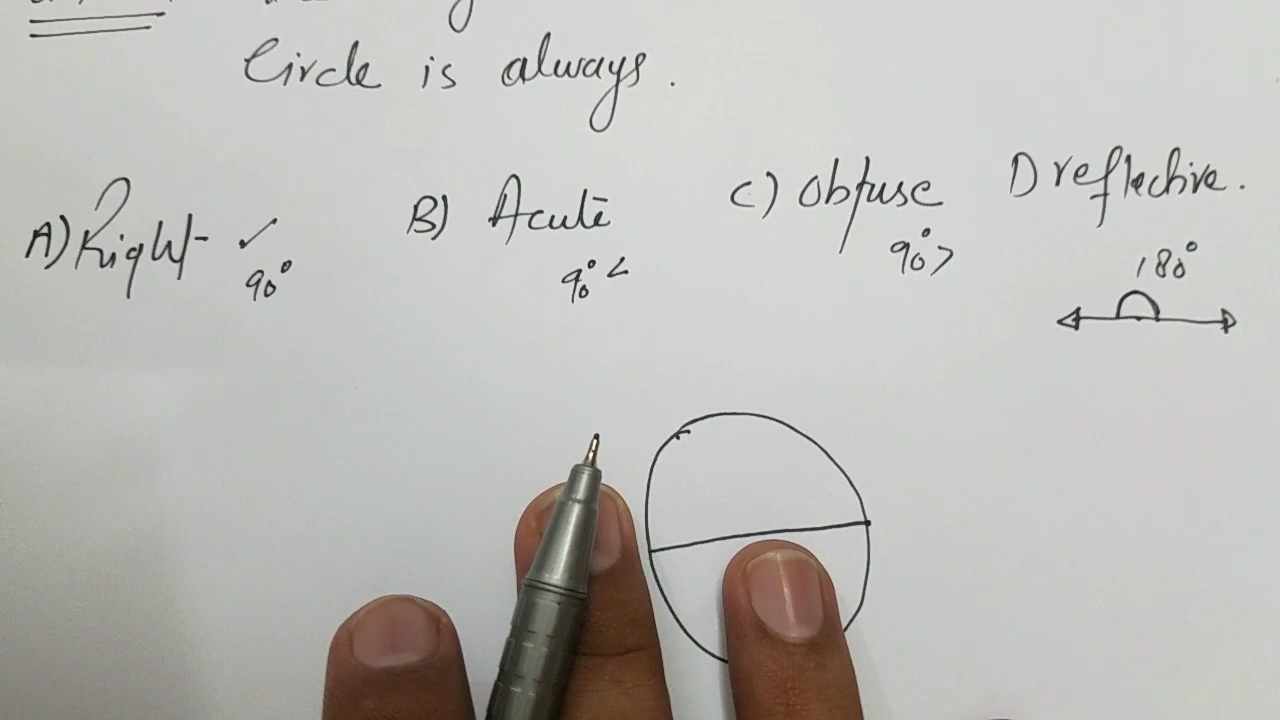 Circle is always.
A) Right ✓ B) Acute C) Obtuse D reflective.
90° 90° < 90° > 180°